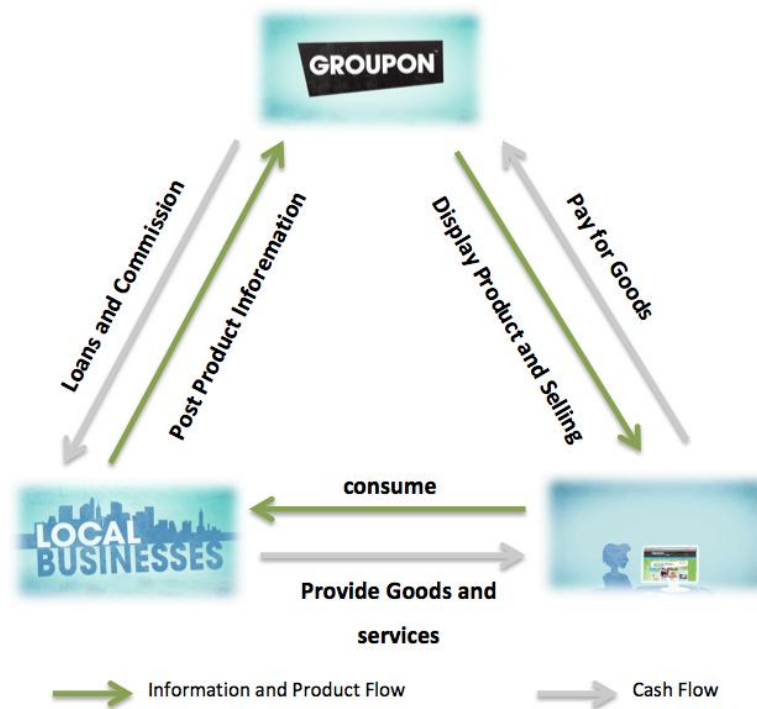 GROUPON
Loans and Commission
Post Product Inforemation
Display Product and Selling
Pay for Goods
consume
LOCAL
BUSINESSES
Provide Goods and
services
Information and Product Flow
Cash Flow